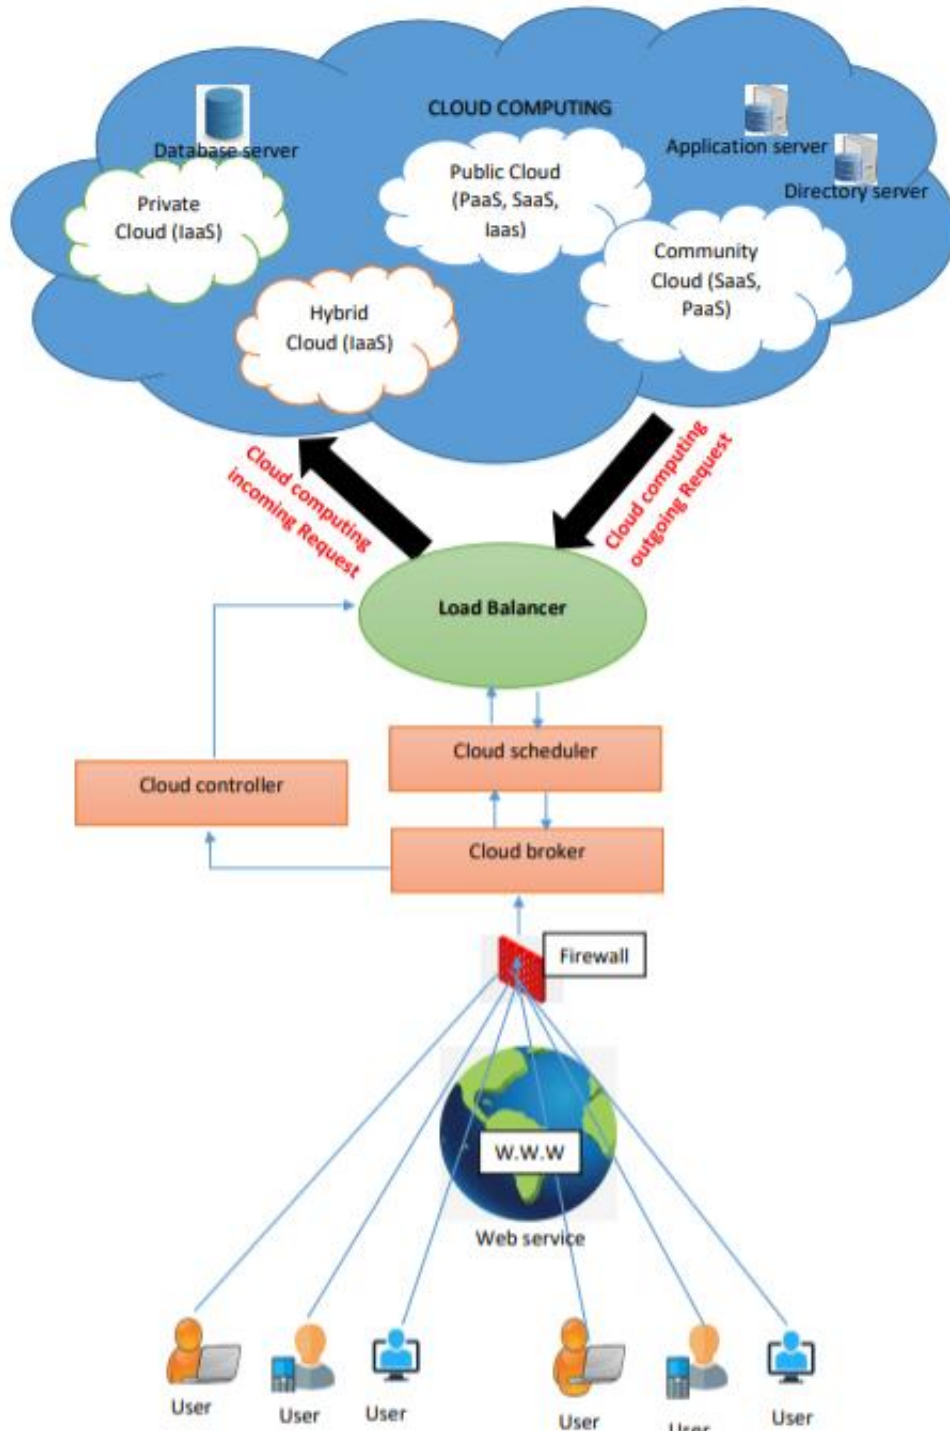 CLOUD COMPUTING
Database server
Application server
Directory server
Private
Cloud (IaaS)
Public Cloud
(PaaS, SaaS,
Iaas)
Community
Cloud (SaaS,
PaaS)
Hybrid
Cloud (IaaS)
Cloud computing
incoming Request
Cloud computing
outgoing Request
Load Balancer
Cloud scheduler
Cloud controller
Cloud broker
Firewall
W.W.W
Web service
User
User
User
User
User
User